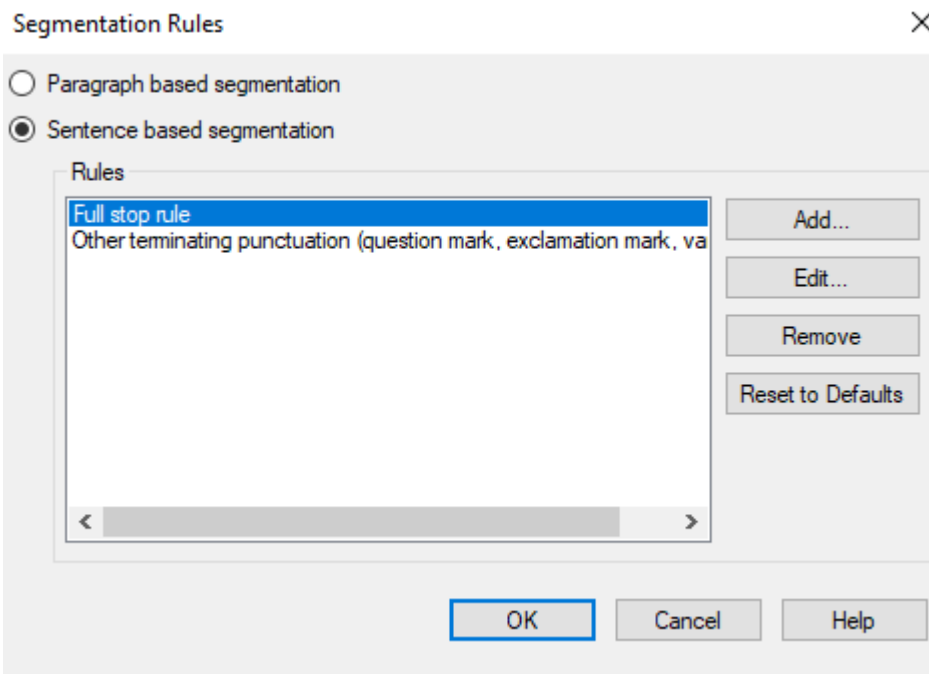 Segmentation Rules
Paragraph based segmentation
Sentence based segmentation
Rules
Full stop rule
Other terminating punctuation (question mark, exclamation mark, va
Add...
Edit...
Remove
Reset to Defaults
OK
Cancel
Help